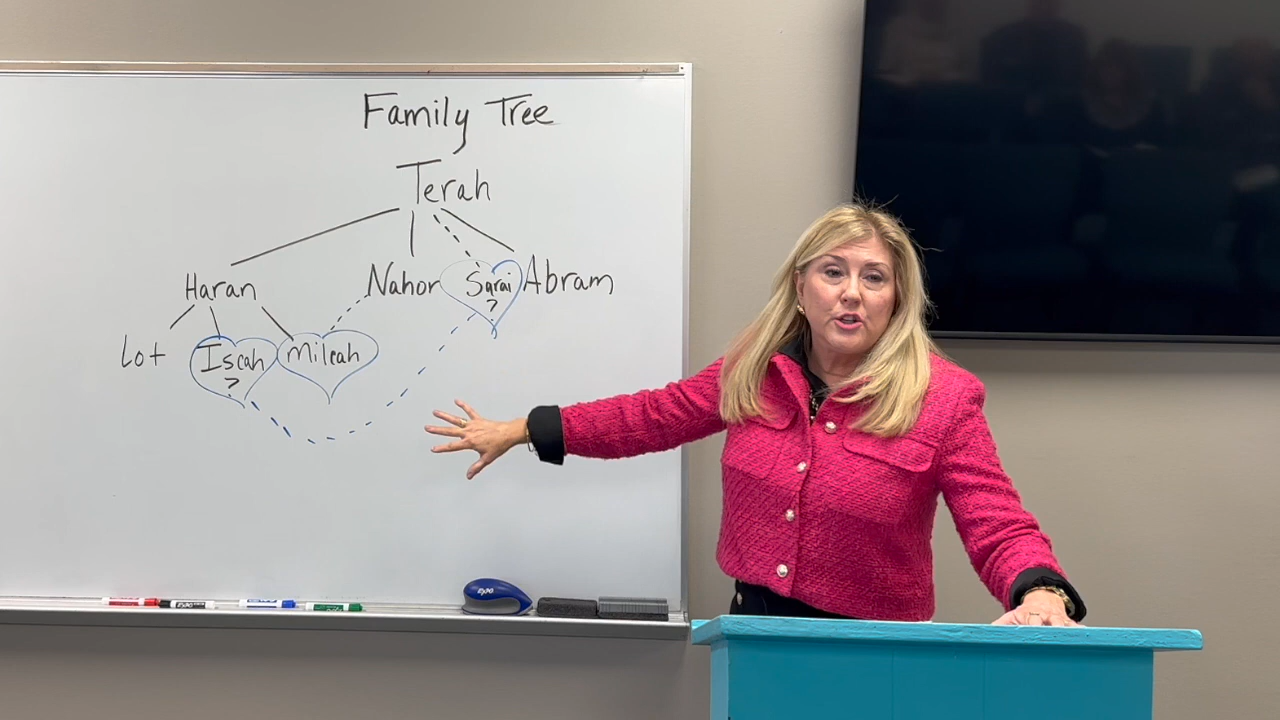 Family Tree
Terah
Haran Nahor Sarai ? Abram
Lot Iscah ? Milcah
EXPO